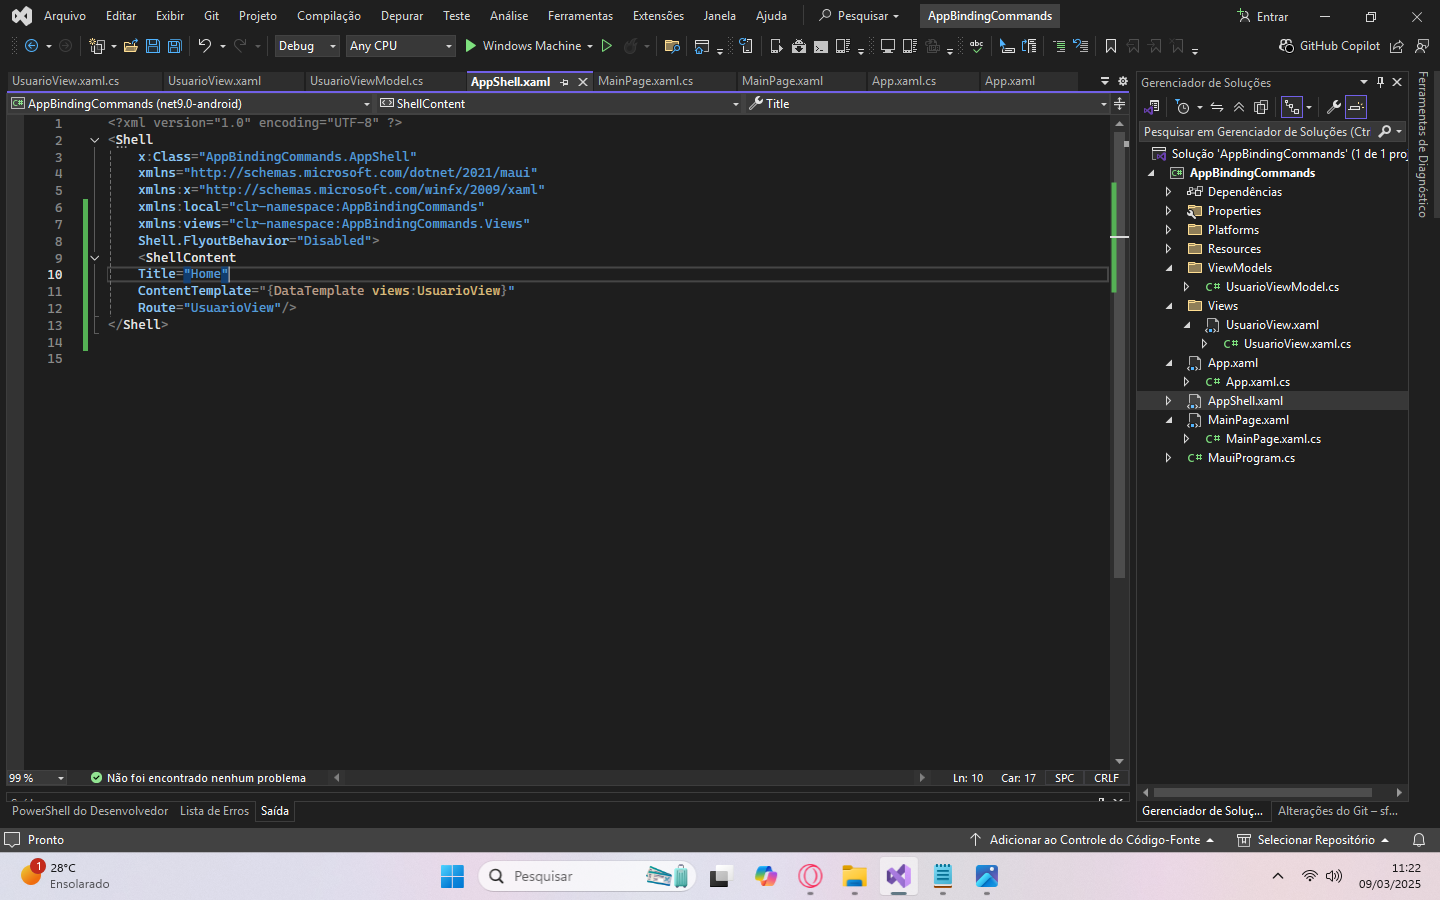 Arquivo Editar Exibir Git Projeto Compilação Depurar Teste Análise Ferramentas Extensões Janela Ajuda Pesquisar AppBindingCommands Entrar
Debug Any CPU Windows Machine GitHub Copilot
UsuarioView.xaml.cs UsuarioView.xaml UsuarioViewModel.cs AppShell.xaml MainPage.xaml.cs MainPage.xaml App.xaml.cs App.xaml
AppBindingCommands (net9.0-android) ShellContent Title
1 <?xml version="1.0" encoding="UTF-8" ?>
2 <Shell
3 x:Class="AppBindingCommands.AppShell"
4 xmlns="http://schemas.microsoft.com/dotnet/2021/maui"
5 xmlns:x="http://schemas.microsoft.com/winfx/2009/xaml"
6 xmlns:local="clr-namespace:AppBindingCommands"
7 xmlns:views="clr-namespace:AppBindingCommands.Views"
8 Shell.FlyoutBehavior="Disabled">
9 <ShellContent
10 Title="Home"
11 ContentTemplate="{DataTemplate views:UsuarioView}"
12 Route="UsuarioView"/>
13 </Shell>
14
15
99 % Não foi encontrado nenhum problema Ln: 10 Car: 17 SPC CRLF
PowerShell do Desenvolvedor Lista de Erros Saída
Gerenciador de Soluções
Pesquisar em Gerenciador de Soluções (Ctr
Solução 'AppBindingCommands' (1 de 1 proj
AppBindingCommands
Dependências
Properties
Platforms
Resources
ViewModels
C# UsuarioViewModel.cs
Views
UsuarioView.xaml
C# UsuarioView.xaml.cs
App.xaml
C# App.xaml.cs
AppShell.xaml
MainPage.xaml
C# MainPage.xaml.cs
C# MauiProgram.cs
Gerenciador de Soluç... Alterações do Git – sf...
Ferramentas de Diagnóstico
Pronto Adicionar ao Controle do Código-Fonte Selecionar Repositório
1 28°C
Ensolarado
Pesquisar
11:22
09/03/2025